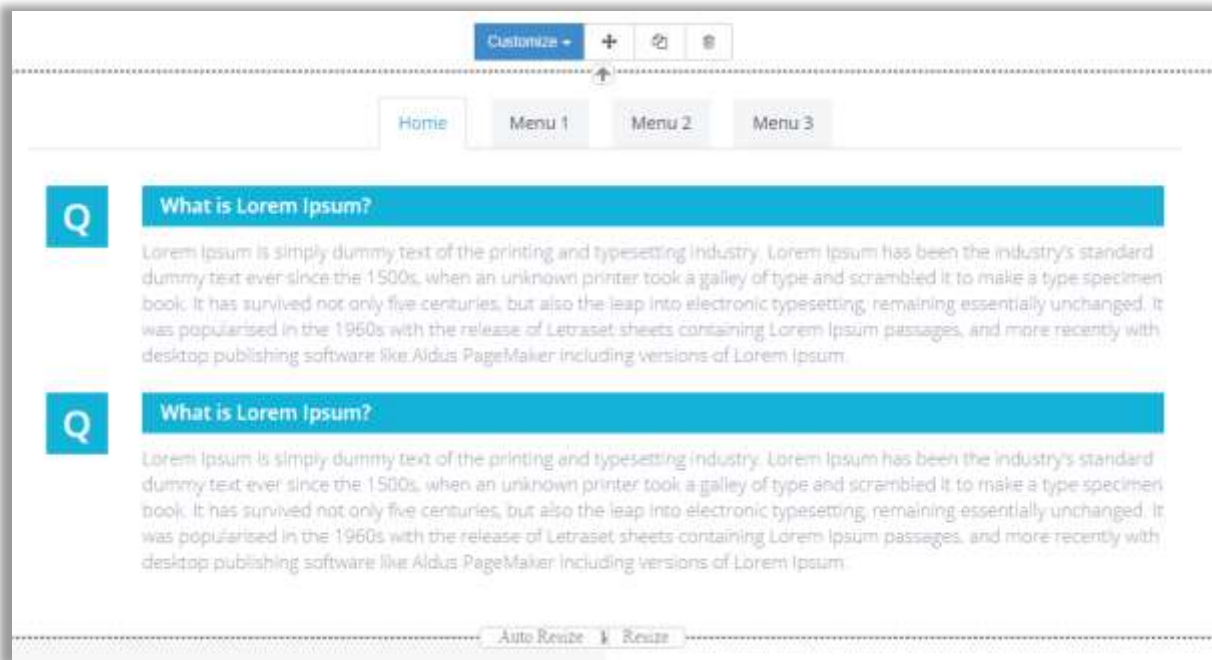 Customize
Home Menu 1 Menu 2 Menu 3
Q What is Lorem Ipsum?
Lorem Ipsum is simply dummy text of the printing and typesetting industry. Lorem Ipsum has been the industry's standard
dummy text ever since the 1500s, when an unknown printer took a galley of type and scrambled it to make a type specimen
book. It has survived not only five centuries, but also the leap into electronic typesetting, remaining essentially unchanged. It
was popularised in the 1960s with the release of Letraset sheets containing Lorem Ipsum passages, and more recently with
desktop publishing software like Aldus PageMaker including versions of Lorem Ipsum.
Q What is Lorem Ipsum?
Lorem Ipsum is simply dummy text of the printing and typesetting industry. Lorem Ipsum has been the industry's standard
dummy text ever since the 1500s, when an unknown printer took a galley of type and scrambled it to make a type specimen
book. It has survived not only five centuries, but also the leap into electronic typesetting, remaining essentially unchanged. It
was popularised in the 1960s with the release of Letraset sheets containing Lorem Ipsum passages, and more recently with
desktop publishing software like Aldus PageMaker including versions of Lorem Ipsum.
Auto Resize Resize